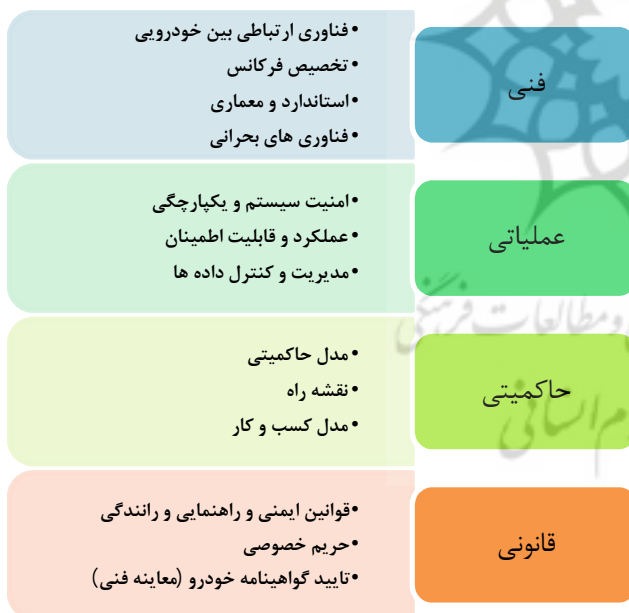 فنی
•فناوری ارتباطی بین خودرویی
•تخصیص فرکانس
•استاندارد و معماری
•فناوری های بحرانی
عملیاتی
•امنیت سیستم و یکپارچگی
•عملکرد و قابلیت اطمینان
•مدیریت و کنترل داده ها
حاکمیتی
•مدل حاکمیتی
•نقشه راه
•مدل کسب و کار
قانونی
•قوانین ایمنی و راهنمایی و رانندگی
•حریم خصوصی
•تایید گواهینامه خودرو (معاینه فنی)
و مطالعات فرهنگی